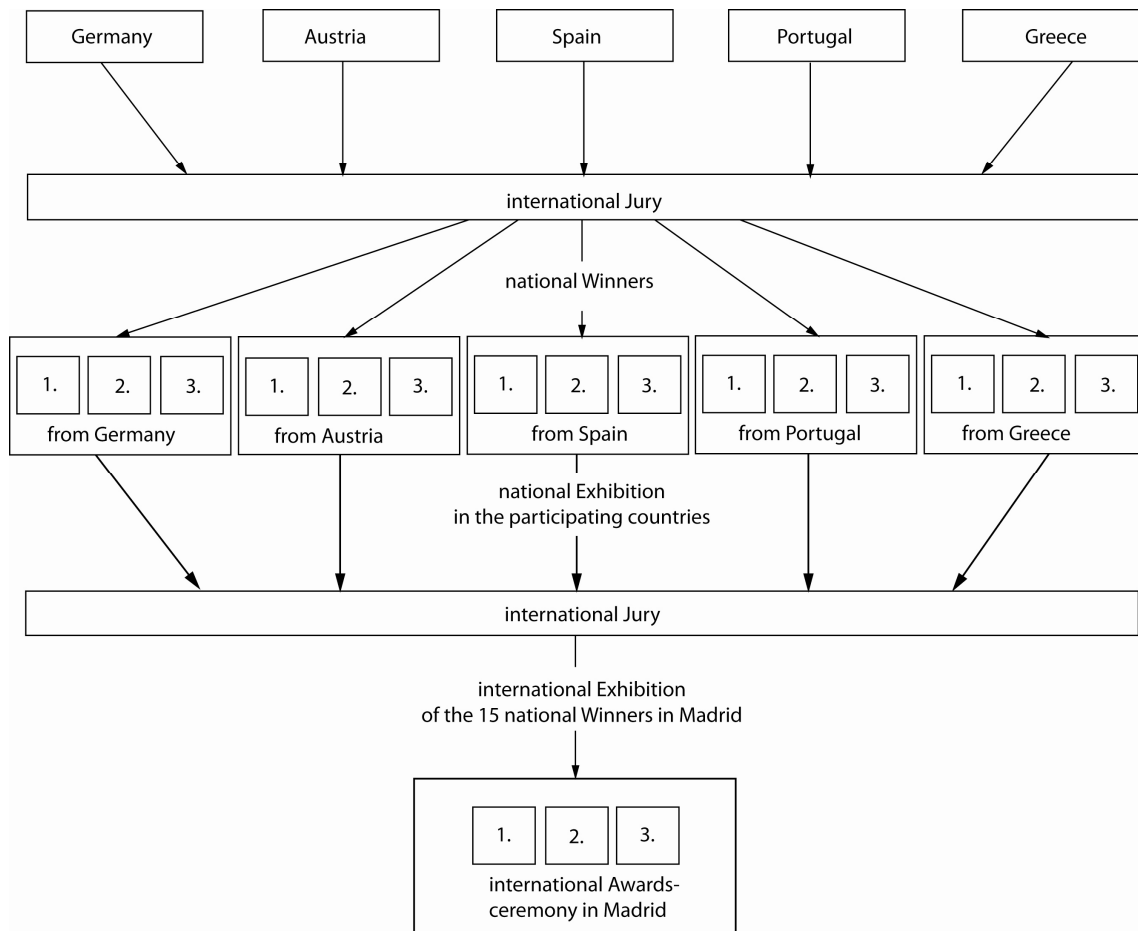 Germany
Austria
Spain
Portugal
Greece
international Jury
national Winners
1. 2. 3.
from Germany
1. 2. 3.
from Austria
1. 2. 3.
from Spain
1. 2. 3.
from Portugal
1. 2. 3.
from Greece
national Exhibition
in the participating countries
international Jury
international Exhibition
of the 15 national Winners in Madrid
1. 2. 3.
international Awards-
ceremony in Madrid